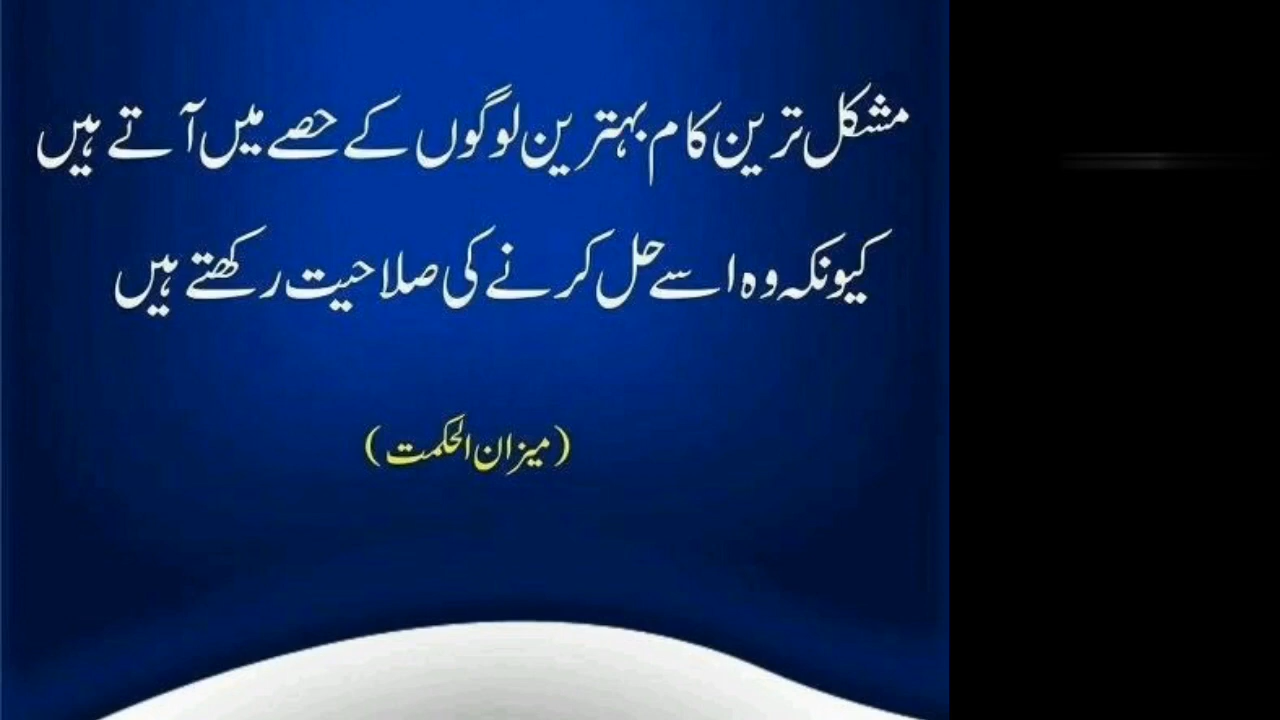 مشکل ترین کام بہترین لوگوں کے حصے میں آتے ہیں
کیونکہ وہ اسے حل کرنے کی صلاحیت رکھتے ہیں
(میزان الحکمت)